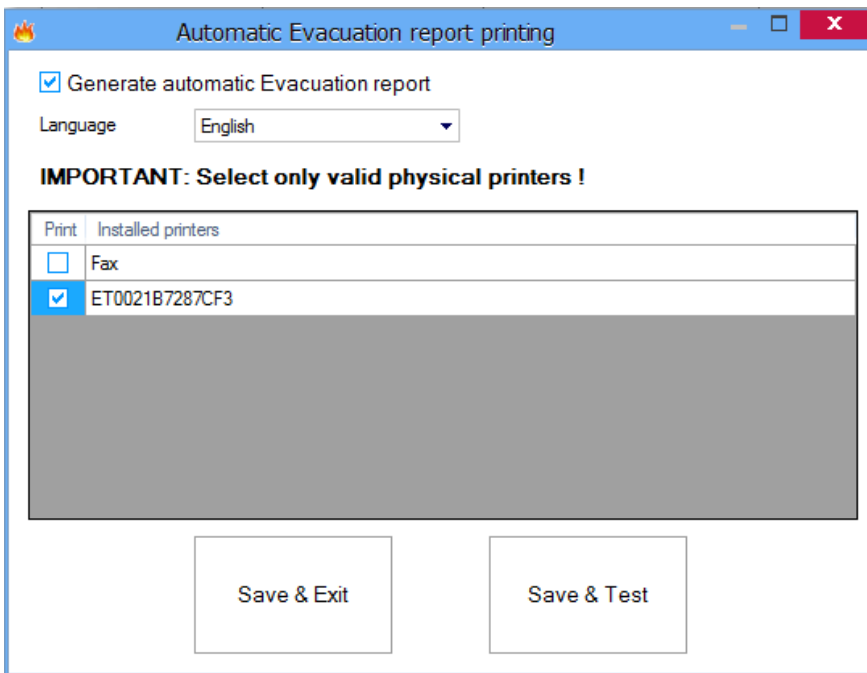 Automatic Evacuation report printing
Generate automatic Evacuation report
Language English
IMPORTANT: Select only valid physical printers !
Print Installed printers
Fax
ET0021B7287CF3
Save & Exit Save & Test